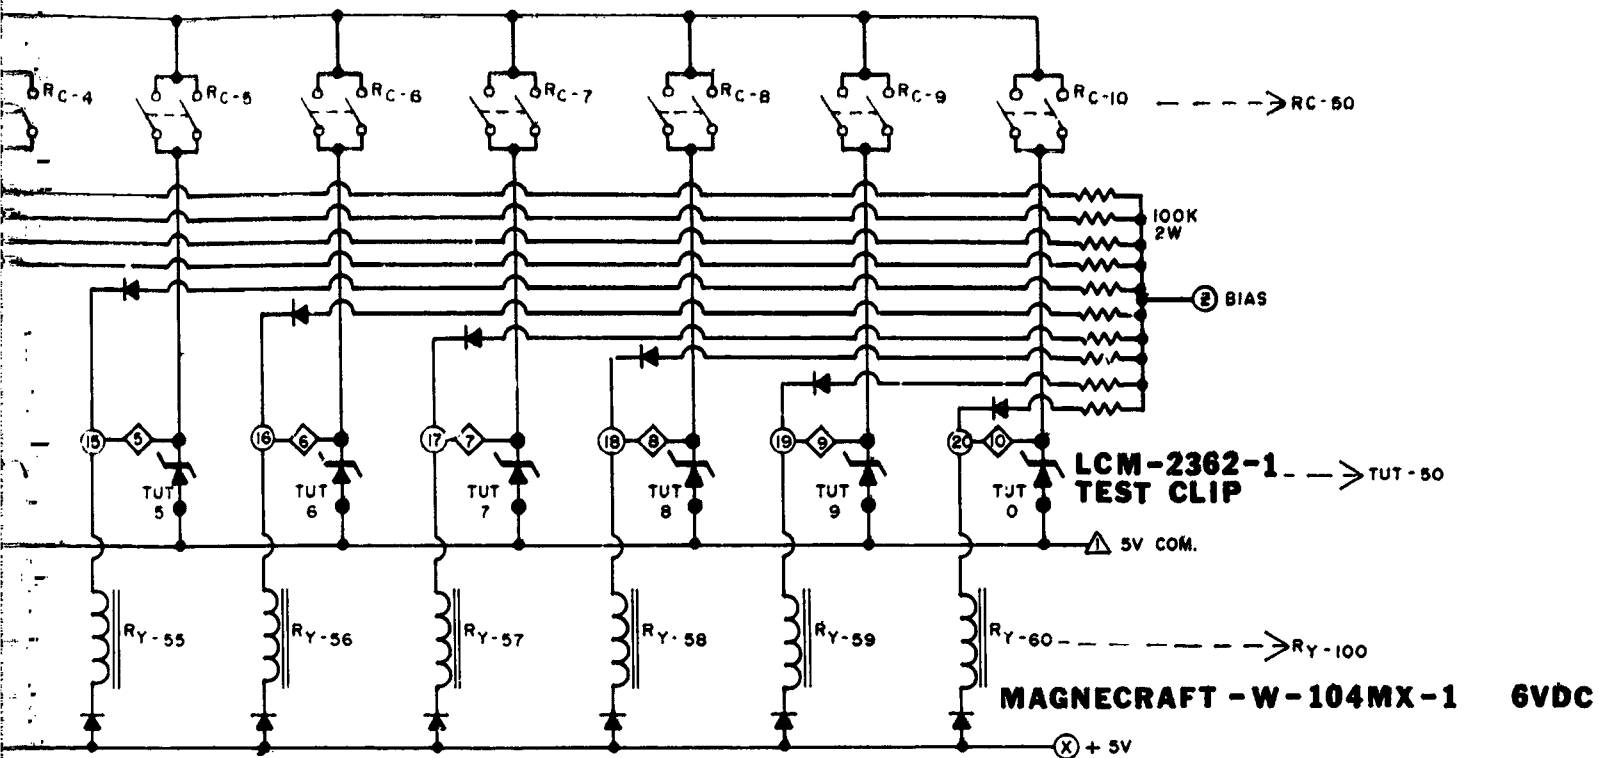 RC-4 RC-5 RC-6 RC-7 RC-8 RC-9 RC-10 RC-50
100K
2W
2 BIAS
15 5 16 6 17 7 18 8 19 9 20 10
LCM-2362-1 TUT-50
TEST CLIP
TUT TUT TUT TUT TUT TUT
5 6 7 8 9 0
1 5V COM.
RY-55 RY-56 RY-57 RY-58 RY-59 RY-60 RY-100
MAGNECRAFT-W-104MX-1 6VDC
X + 5V